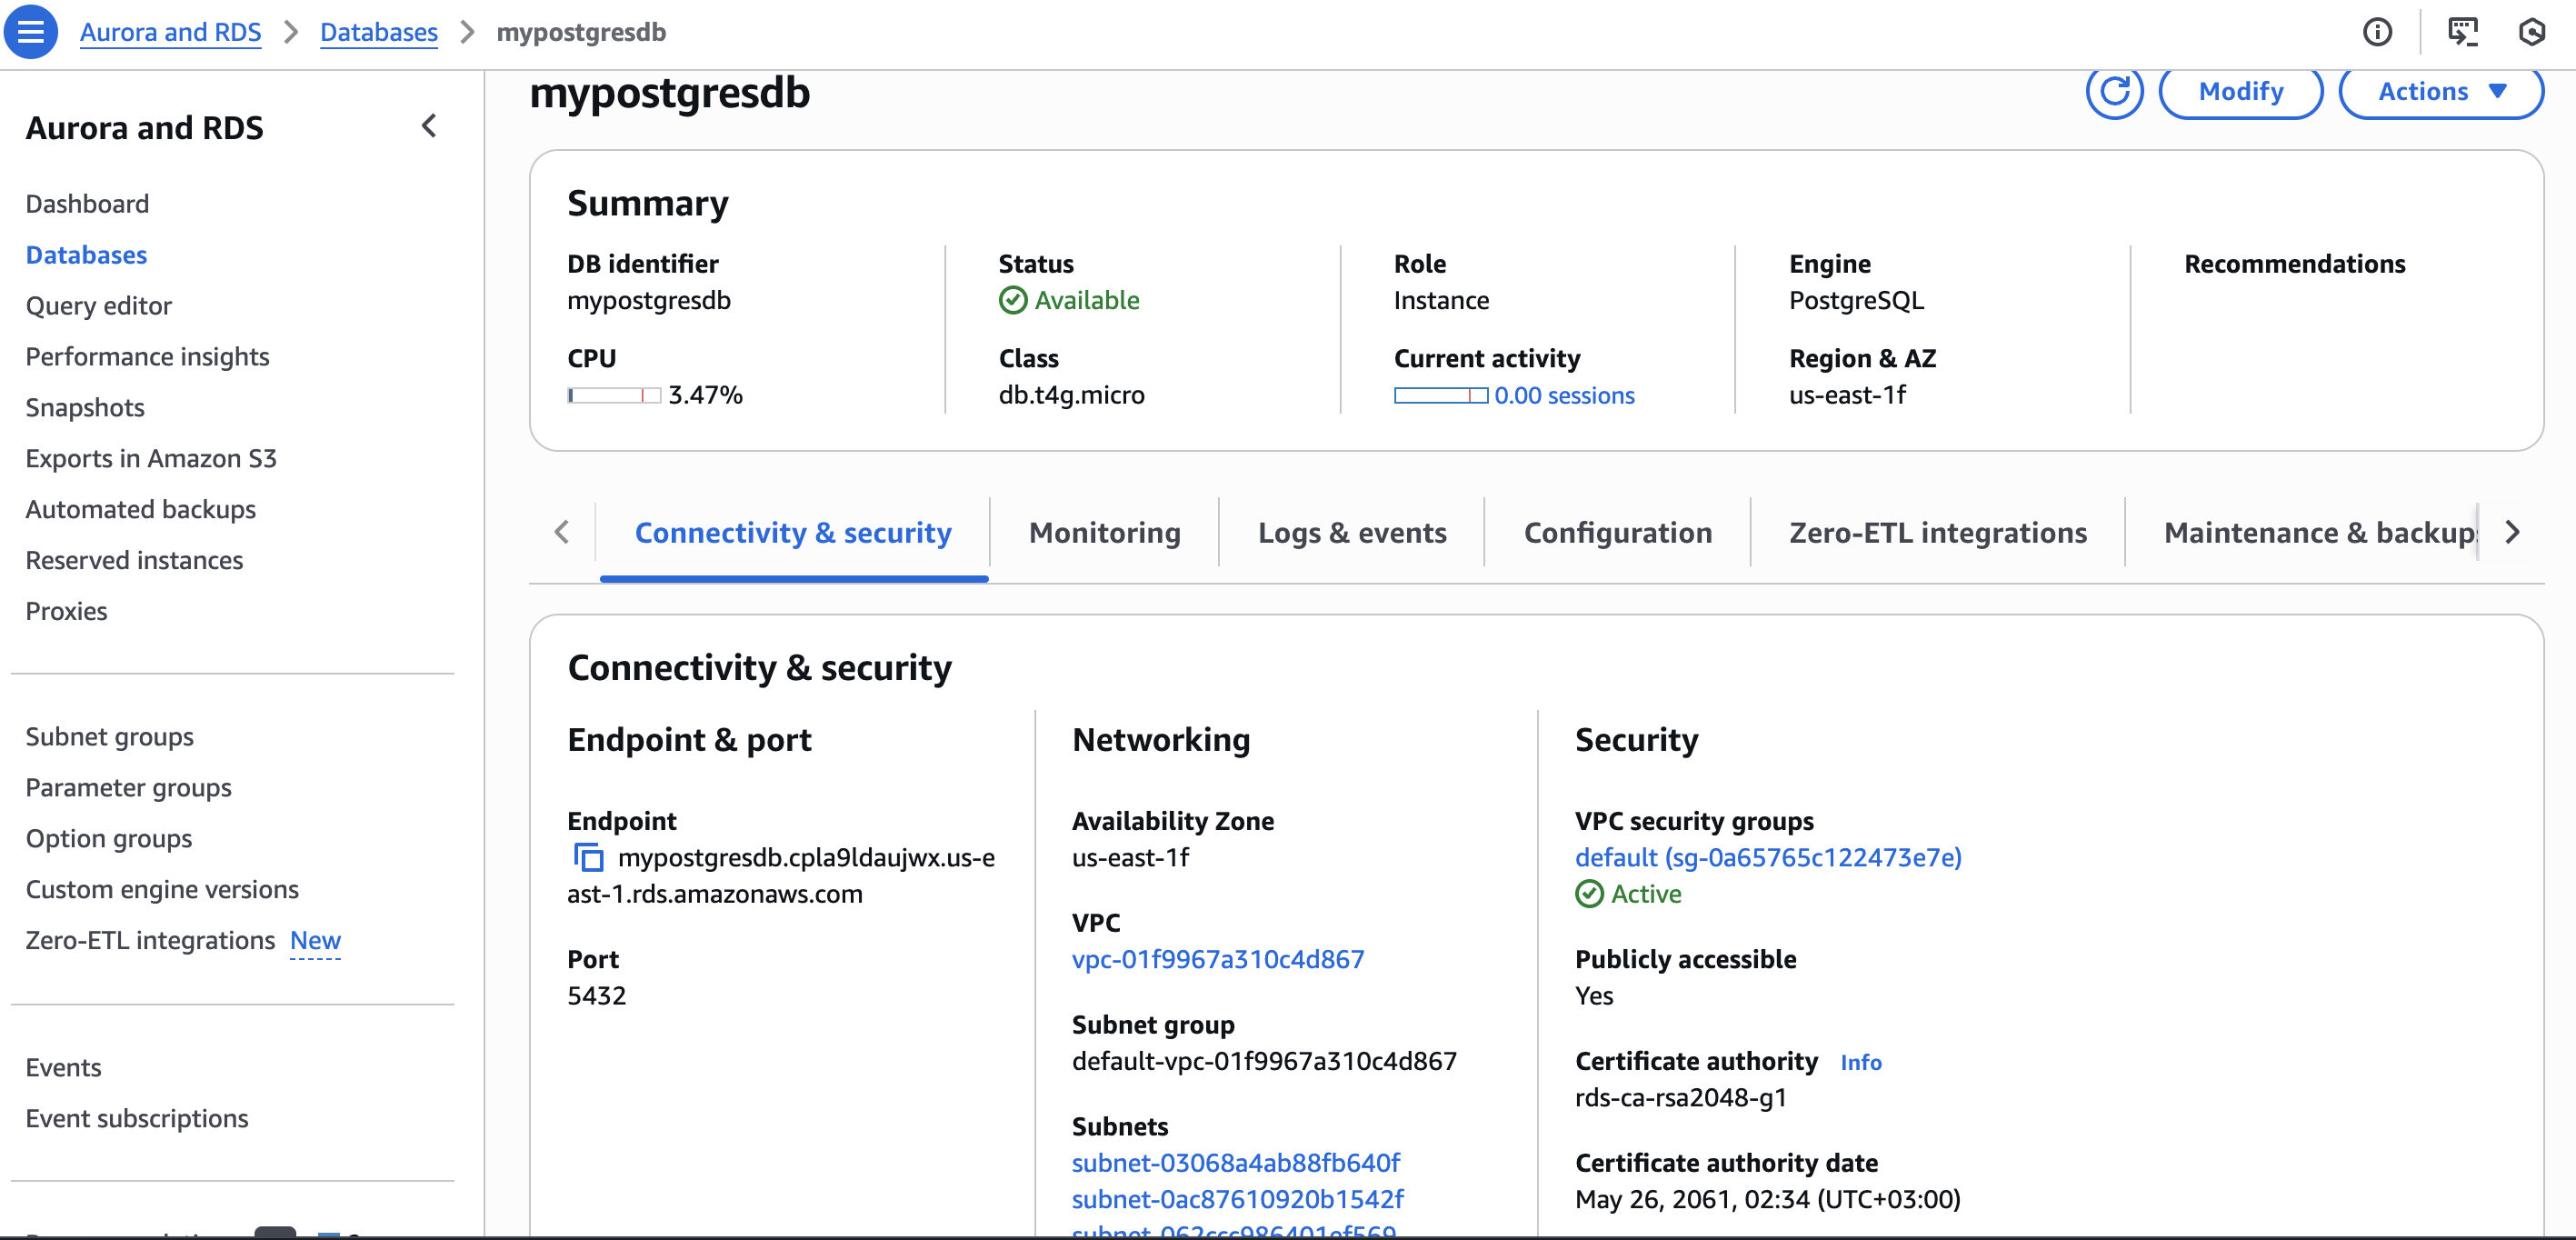 Aurora and RDS > Databases > mypostgresdb
Aurora and RDS
Dashboard
Databases
Query editor
Performance insights
Snapshots
Exports in Amazon S3
Automated backups
Reserved instances
Proxies
Subnet groups
Parameter groups
Option groups
Custom engine versions
Zero-ETL integrations New
Events
Event subscriptions
mypostgresdb
Modify
Actions
Summary
DB identifier
mypostgresdb
Status
Available
Role
Instance
Engine
PostgreSQL
Recommendations
CPU
3.47%
Class
db.t4g.micro
Current activity
0.00 sessions
Region & AZ
us-east-1f
Connectivity & security
Monitoring
Logs & events
Configuration
Zero-ETL integrations
Maintenance & backup
Connectivity & security
Endpoint & port
Endpoint
mypostgresdb.cpla9ldaujwx.us-e
ast-1.rds.amazonaws.com
Port
5432
Networking
Availability Zone
us-east-1f
VPC
vpc-01f9967a310c4d867
Subnet group
default-vpc-01f9967a310c4d867
Subnets
subnet-03068a4ab88fb640f
subnet-0ac87610920b1542f
subnet-062ccc986401ef569
Security
VPC security groups
default (sg-0a65765c122473e7e)
Active
Publicly accessible
Yes
Certificate authority Info
rds-ca-rsa2048-g1
Certificate authority date
May 26, 2061, 02:34 (UTC+03:00)